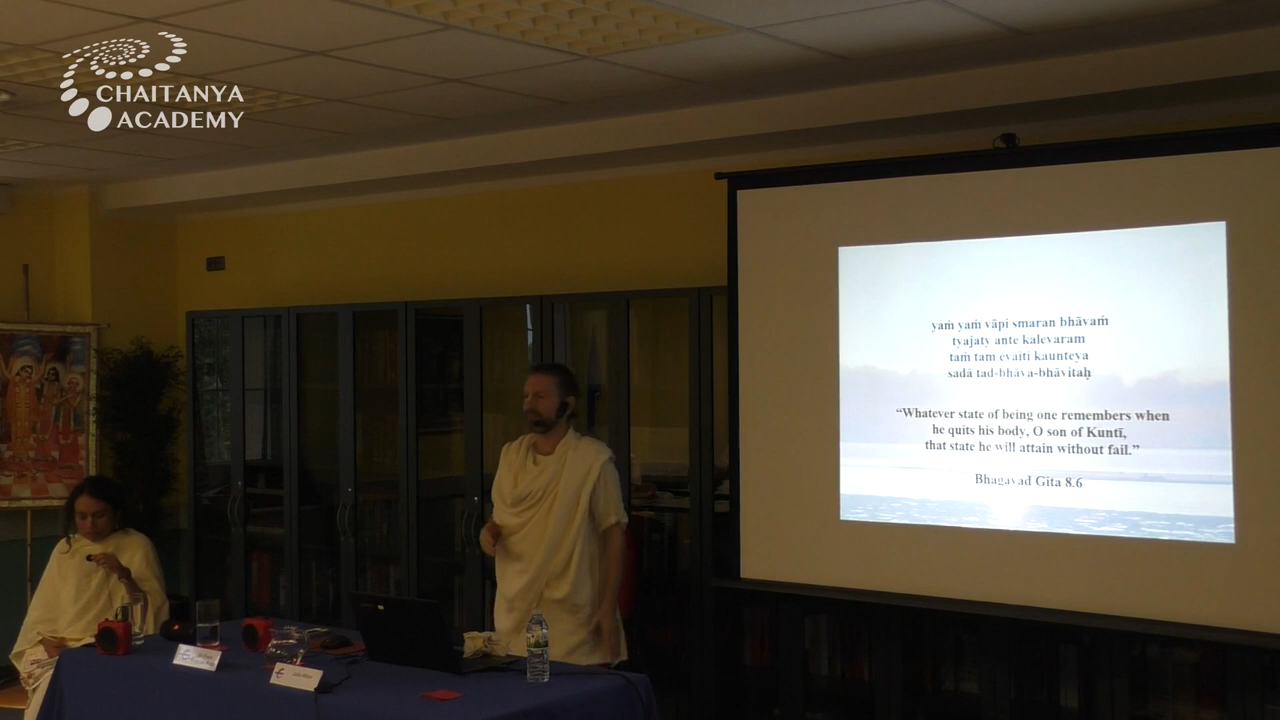 CHAITANYA
ACADEMY
yaṁ yaṁ vāpi smaran bhāvaṁ
tyajaty ante kalevaram
taṁ tam evaiti kaunteya
sadā tad-bhāva-bhāvitaḥ
“Whatever state of being one remembers when
he quits his body, O son of Kuntī,
that state he will attain without fail.”
Bhagavad Gita 8.6